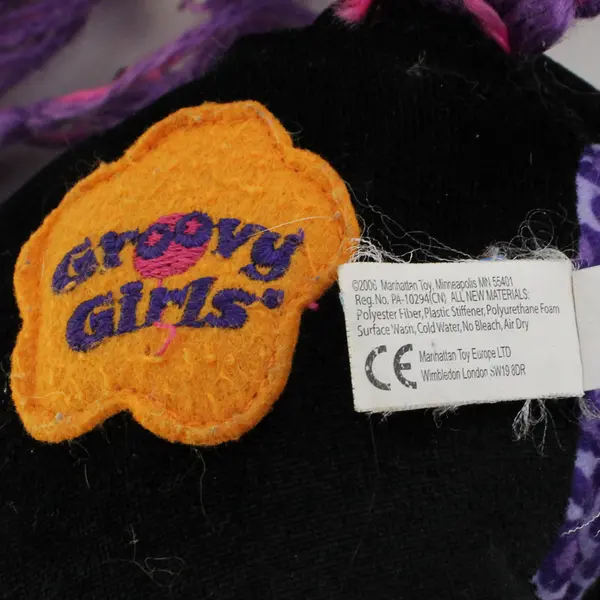 Groovy
Girls
©2006 Manhattan Toy, Minneapolis MN 55401
Reg. No. PA-10294(CN) ALL NEW MATERIALS:
Polyester Fiber, Plastic Stiffener, Polyurethane Foam
Surface Wash, Cold Water, No Bleach, Air Dry
CE Manhattan Toy Europe LTD
Wimbledon London SW19 8DR